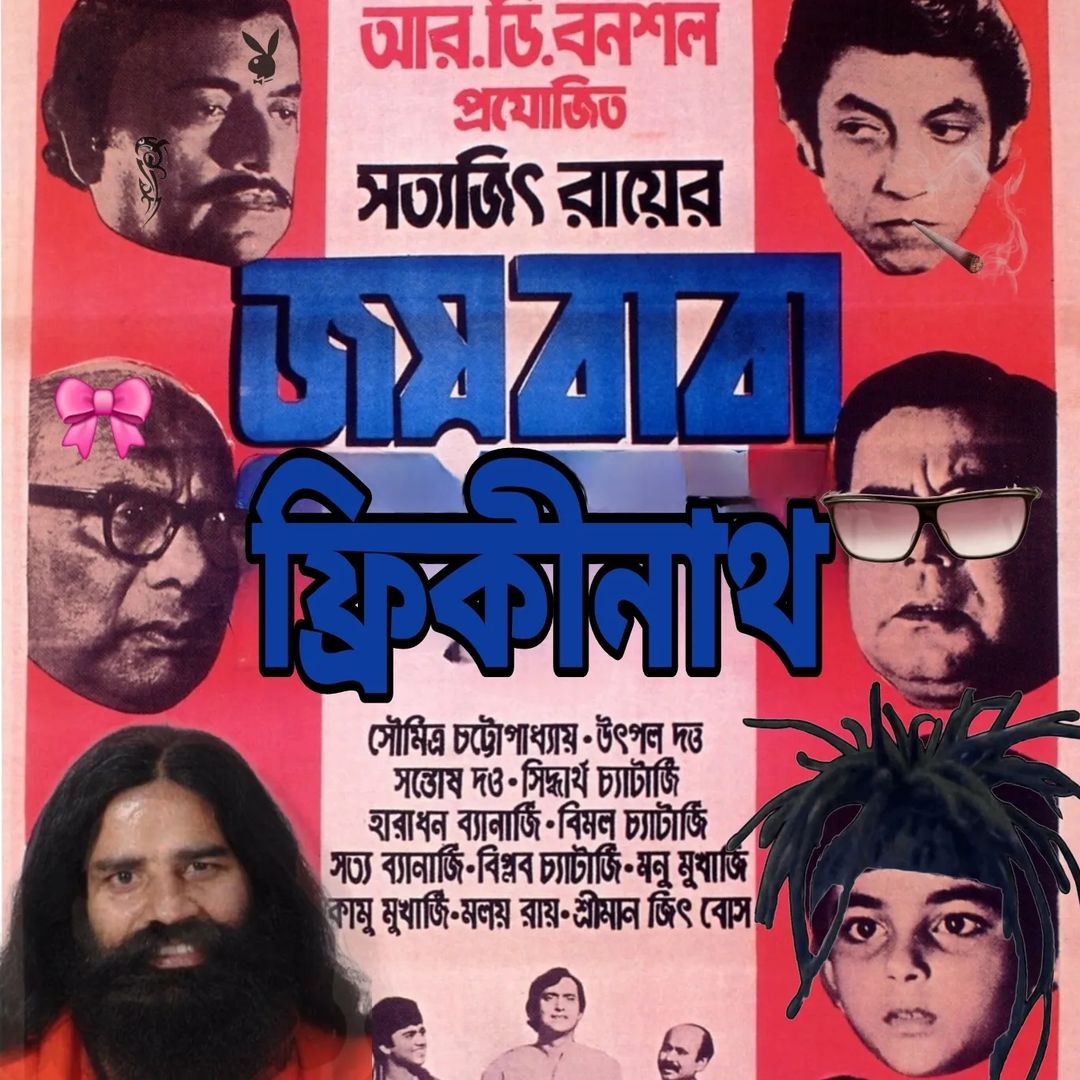 আর.ডি.বনশল
প্রযোজিত
সত্যজিৎ রায়ের
জয় বাবা
ফ্রিকীনাথ
সৌমিত্র চট্টোপাধ্যায়•উৎপল দত্ত
সন্তোষ দত্ত•সিদ্ধার্থ চ্যাটার্জি
হারাধন ব্যানার্জি•বিমল চ্যাটার্জি
সত্য ব্যানার্জি•বিপ্লব চ্যাটার্জি•মনু মুখার্জি
কামু মুখার্জি•মলয় রায়•শ্রীমান জিৎ বোস